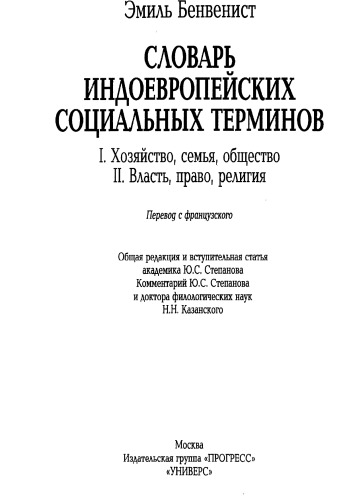 Эмиль Бенвенист
СЛОВАРЬ
ИНДОЕВРОПЕЙСКИХ
СОЦИАЛЬНЫХ ТЕРМИНОВ
I. Хозяйство, семья, общество
II. Власть, право, религия
Перевод с французского
Общая редакция и вступительная статья
академика Ю.С. Степанова
Комментарий Ю.С. Степанова
и доктора филологических наук
Н.Н. Казанского
Москва
Издательская группа «ПРОГРЕСС»
«УНИВЕРС»